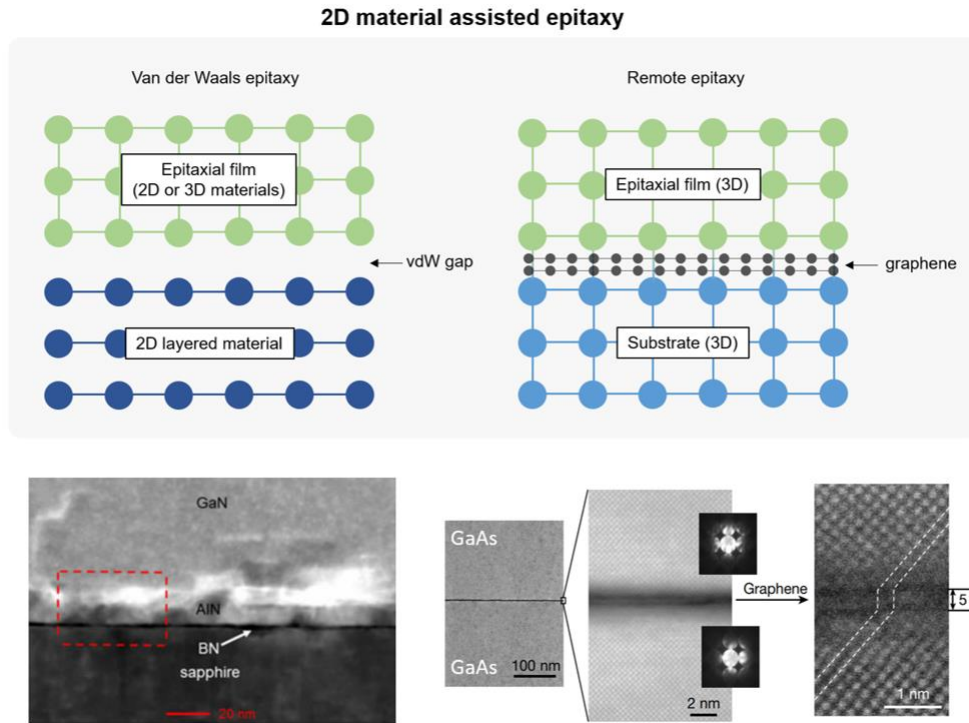 2D material assisted epitaxy
Van der Waals epitaxy
Remote epitaxy
Epitaxial film
(2D or 3D materials)
Epitaxial film (3D)
vdW gap
graphene
2D layered material
Substrate (3D)
GaN
AlN
BN
sapphire
20 nm
GaAs
GaAs
100 nm
2 nm
Graphene
5
1 nm